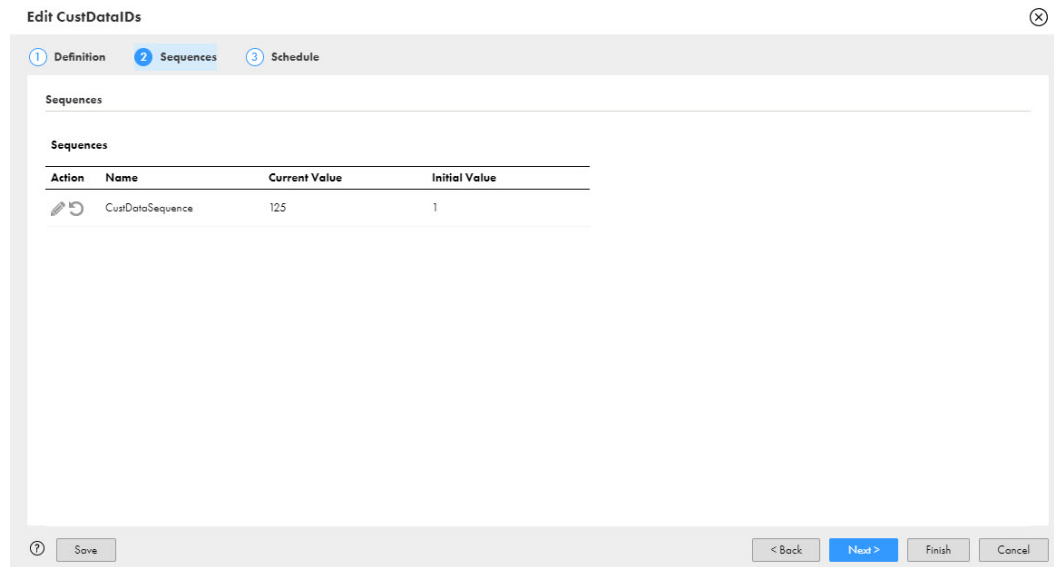 Edit CustDataIDs
1 Definition 2 Sequences 3 Schedule
Sequences
Sequences
Action Name Current Value Initial Value
CustDataSequence 125 1
? Save < Back Next > Finish Cancel